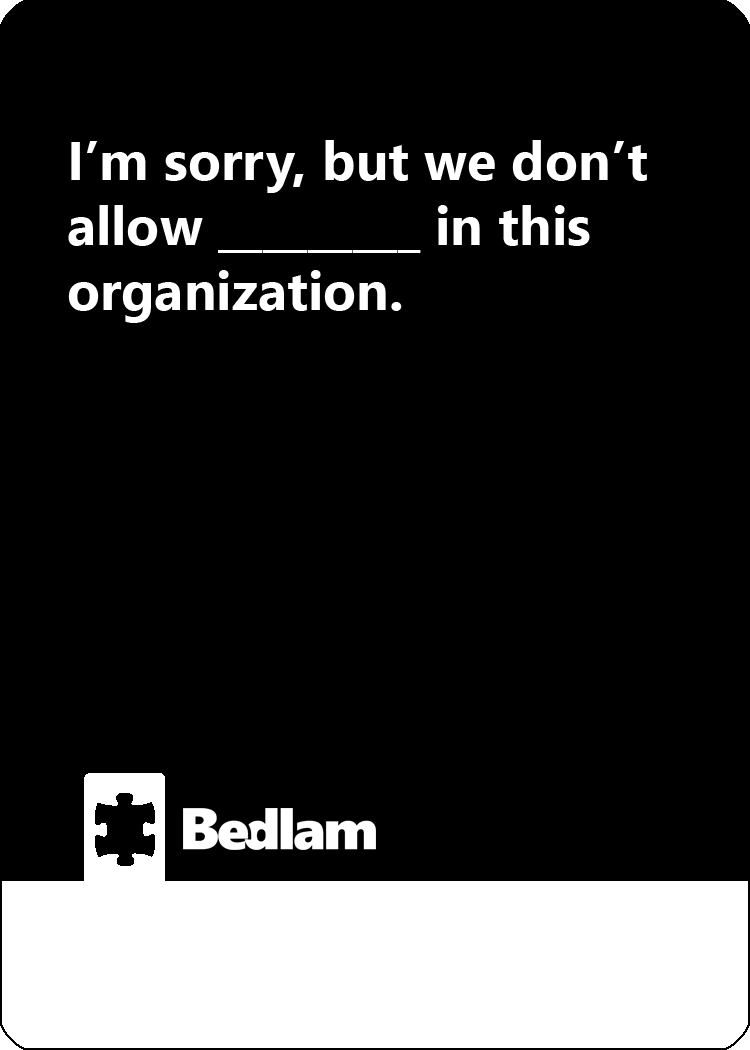 I’m sorry, but we don’t
allow _________ in this
organization.
Bedlam